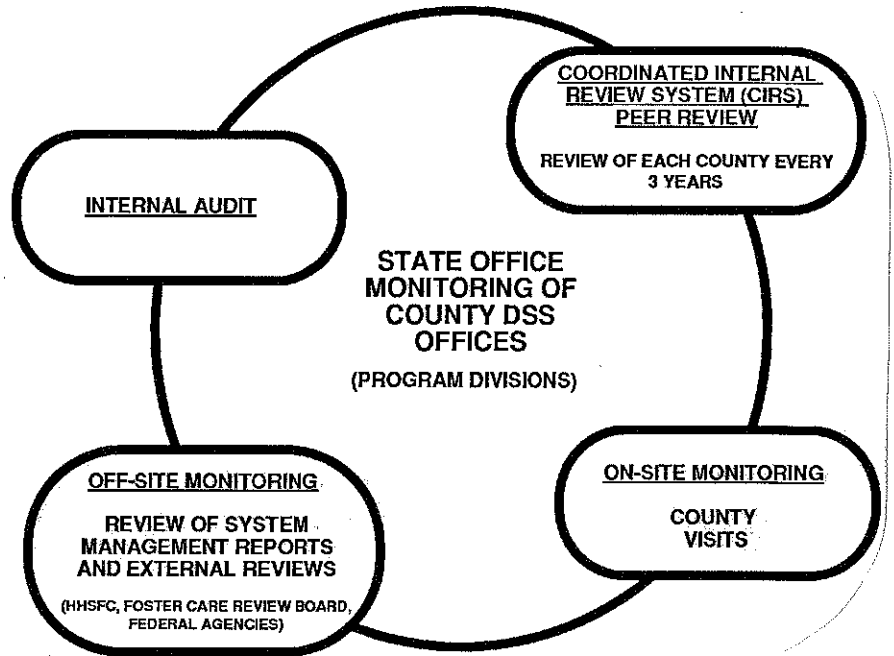 COORDINATED INTERNAL
REVIEW SYSTEM (CIRS)
PEER REVIEW
REVIEW OF EACH COUNTY EVERY
3 YEARS
INTERNAL AUDIT
STATE OFFICE
MONITORING OF
COUNTY DSS
OFFICES
(PROGRAM DIVISIONS)
OFF-SITE MONITORING
REVIEW OF SYSTEM
MANAGEMENT REPORTS
AND EXTERNAL REVIEWS
(HHSFC, FOSTER CARE REVIEW BOARD,
FEDERAL AGENCIES)
ON-SITE MONITORING
COUNTY
VISITS